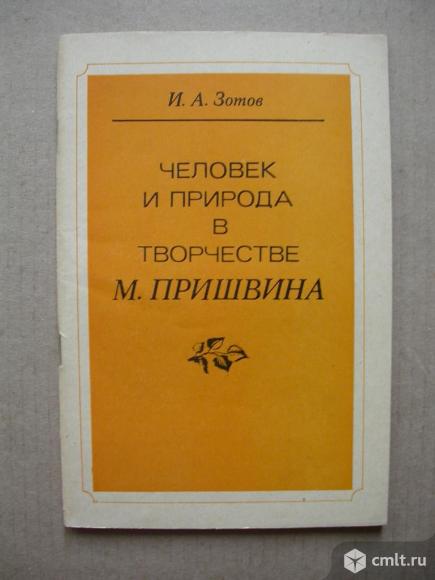 И. А. Зотов
ЧЕЛОВЕК
И ПРИРОДА
В
ТВОРЧЕСТВЕ
М. ПРИШВИНА
cmlt.ru